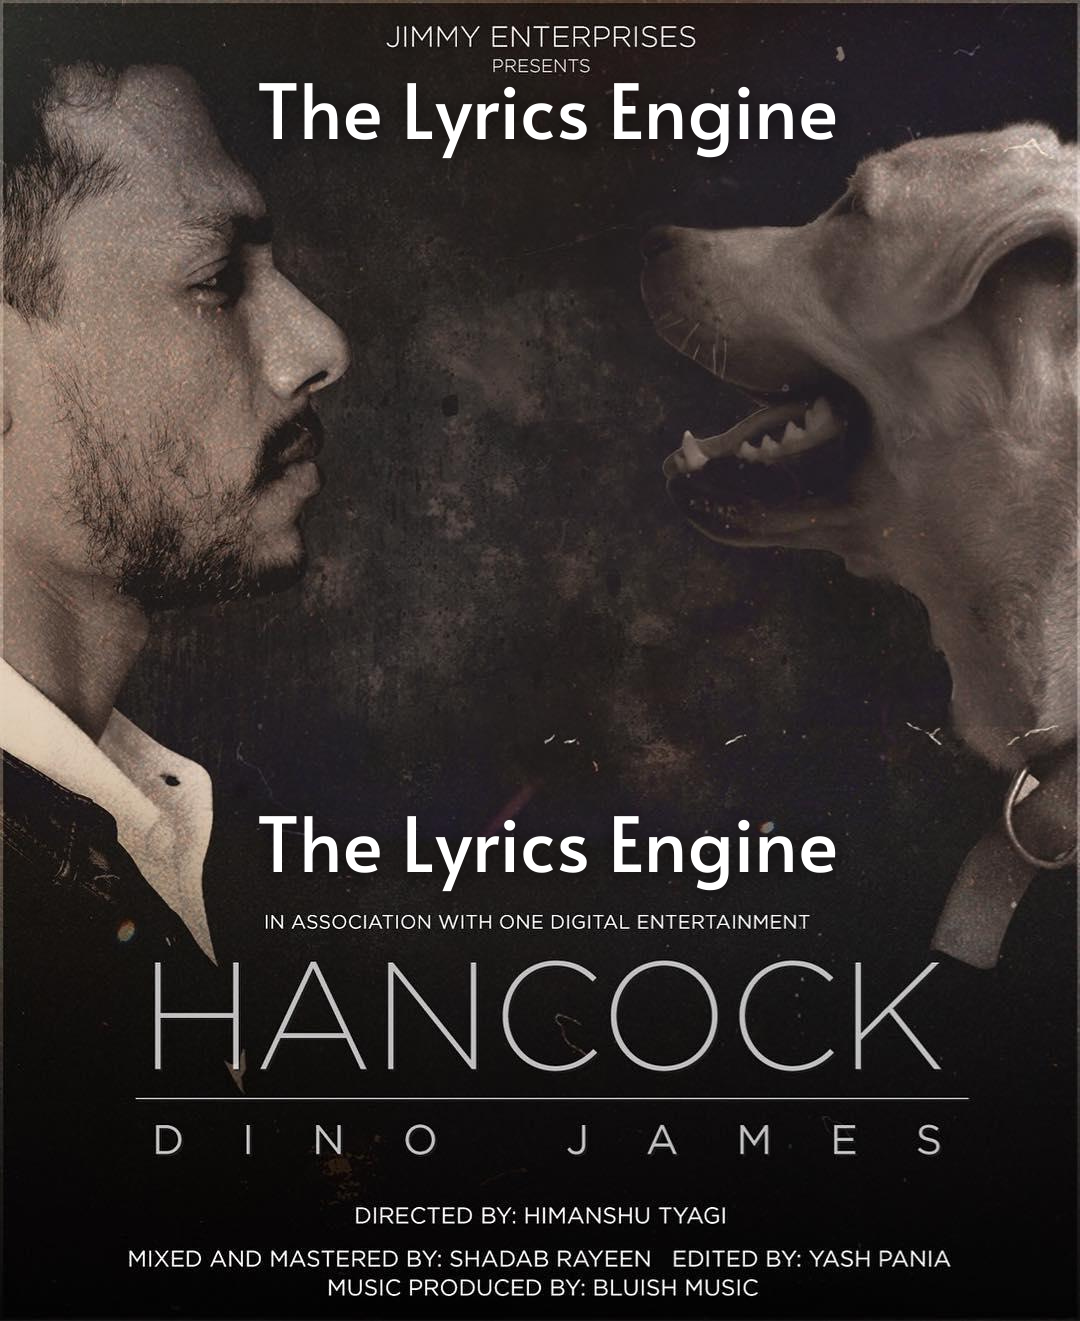 JIMMY ENTERPRISES
PRESENTS
The Lyrics Engine
The Lyrics Engine
IN ASSOCIATION WITH ONE DIGITAL ENTERTAINMENT
HANCOCK
DINO JAMES
DIRECTED BY: HIMANSHU TYAGI
MIXED AND MASTERED BY: SHADAB RAYEEN EDITED BY: YASH PANIA
MUSIC PRODUCED BY: BLUISH MUSIC